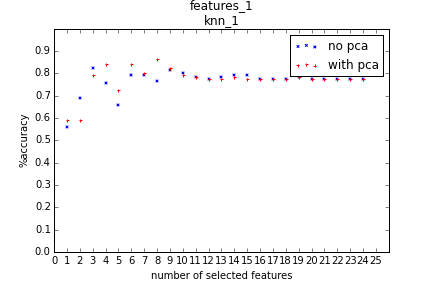 features_1
knn_1
no pca
with pca
0.9
0.8
0.7
0.6
0.5
0.4
0.3
0.2
0.1
0.0
%accuracy
0 1 2 3 4 5 6 7 8 9 10 11 12 13 14 15 16 17 18 19 20 21 22 23 24 25
number of selected features